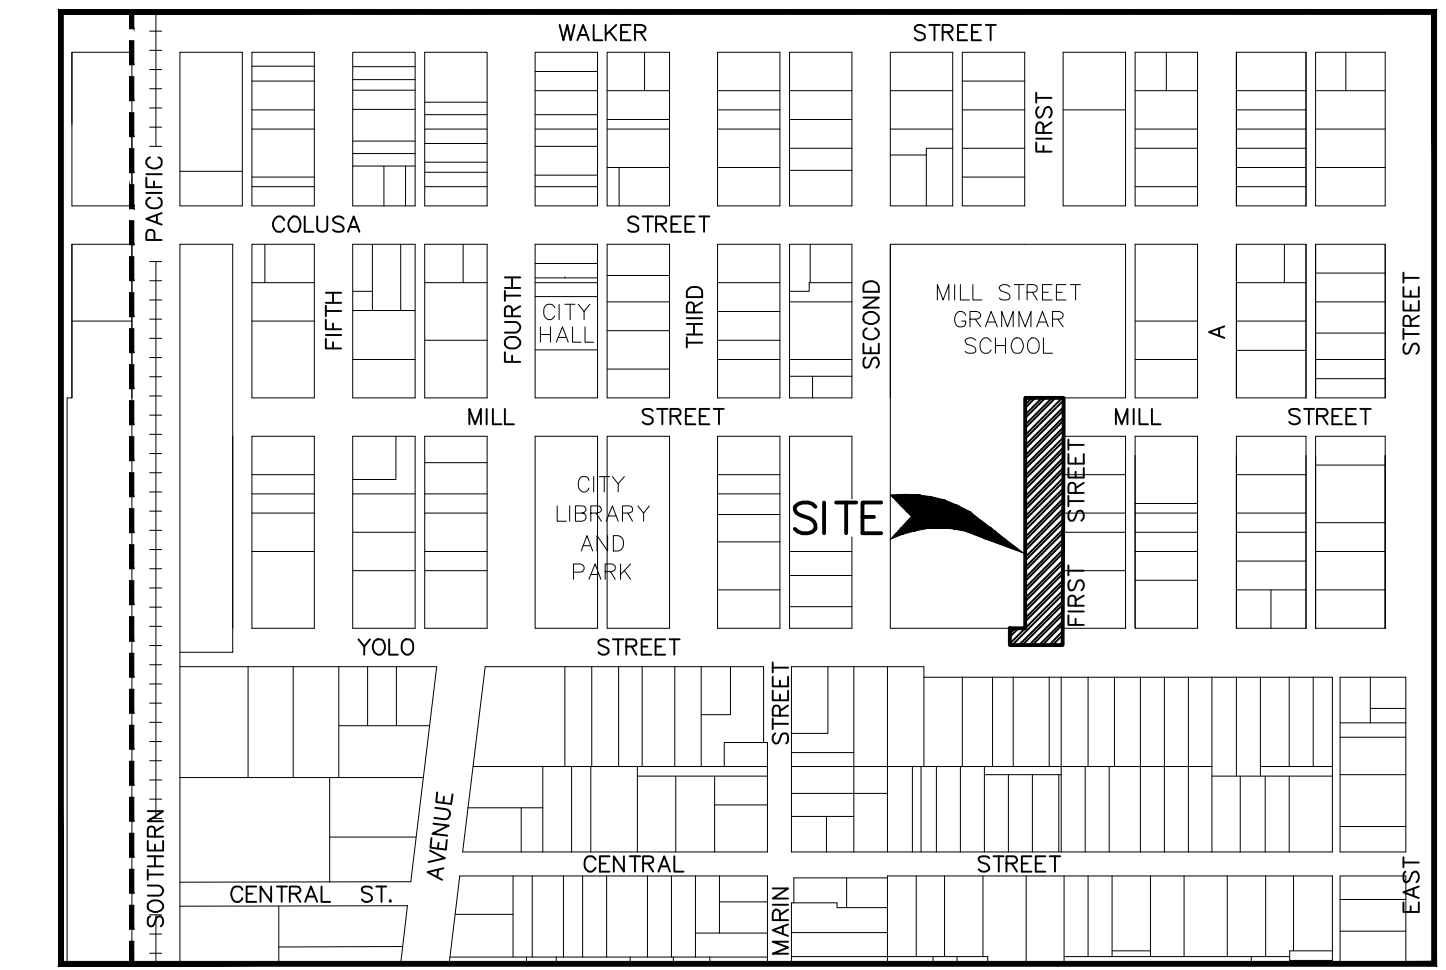 WALKER STREET
FIRST
PACIFIC
COLUSA STREET
FIFTH
FOURTH
CITY
HALL
THIRD
SECOND
MILL STREET
GRAMMAR
SCHOOL
A
STREET
MILL STREET
MILL STREET
CITY
LIBRARY
AND
PARK
SITE
FIRST STREET
YOLO STREET
STREET
AVENUE
SOUTHERN
CENTRAL STREET
CENTRAL ST.
MARIN
EAST